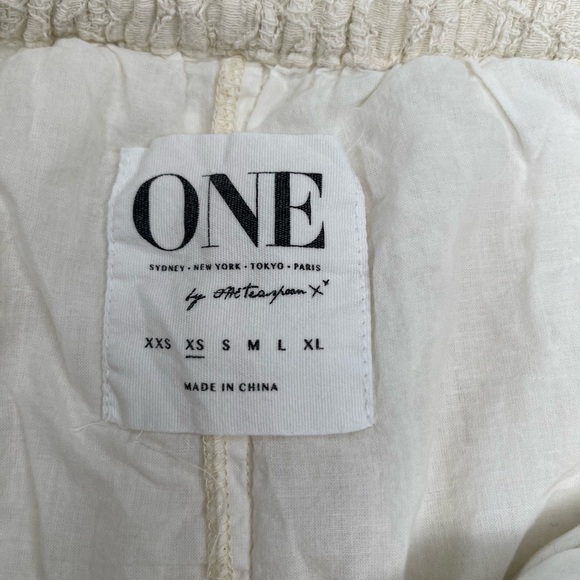 ONE
SYDNEY • NEW YORK • TOKYO • PARIS
by oneteaspoon x x
XXS XS S M L XL
MADE IN CHINA